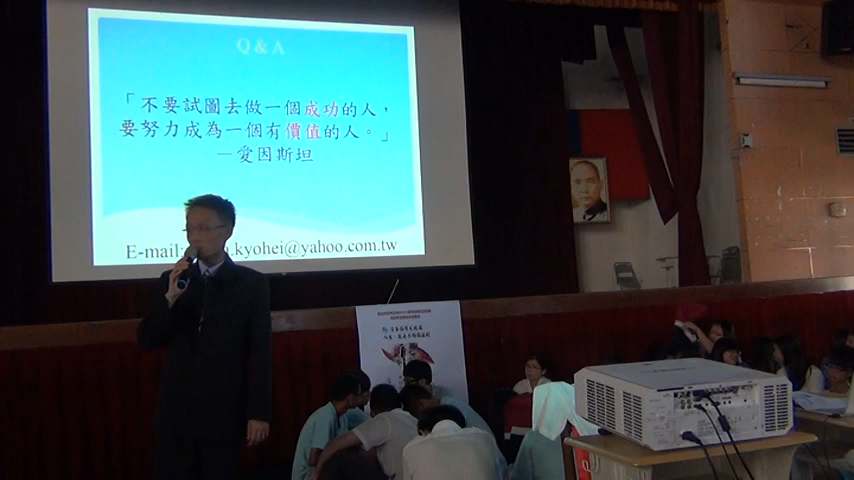 Q & A
「不要試圖去做一個成功的人，
要努力成為一個有價值的人。」
－愛因斯坦
E-mail: .kyohei@yahoo.com.tw